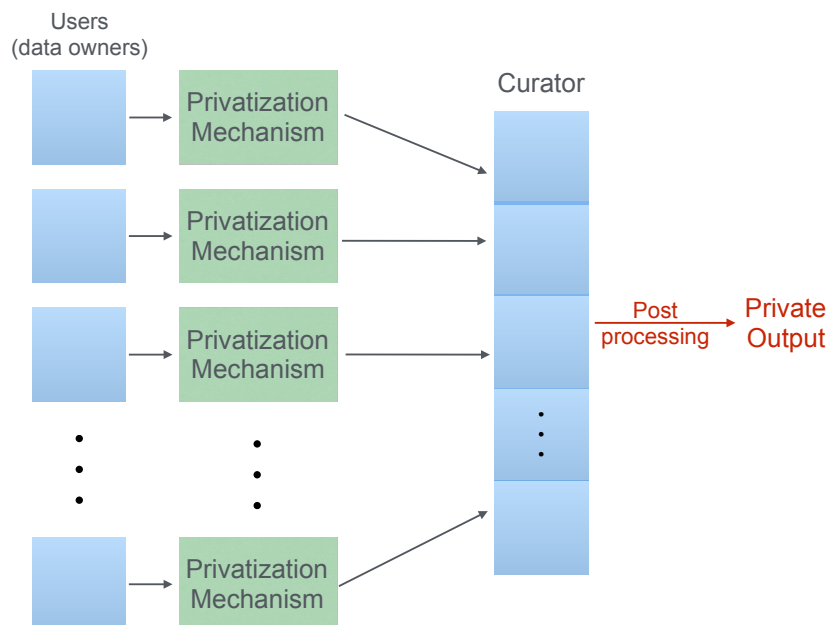 Users
(data owners)
Privatization
Mechanism
Curator
Privatization
Mechanism
Privatization
Mechanism
Post
processing
Private
Output
Privatization
Mechanism